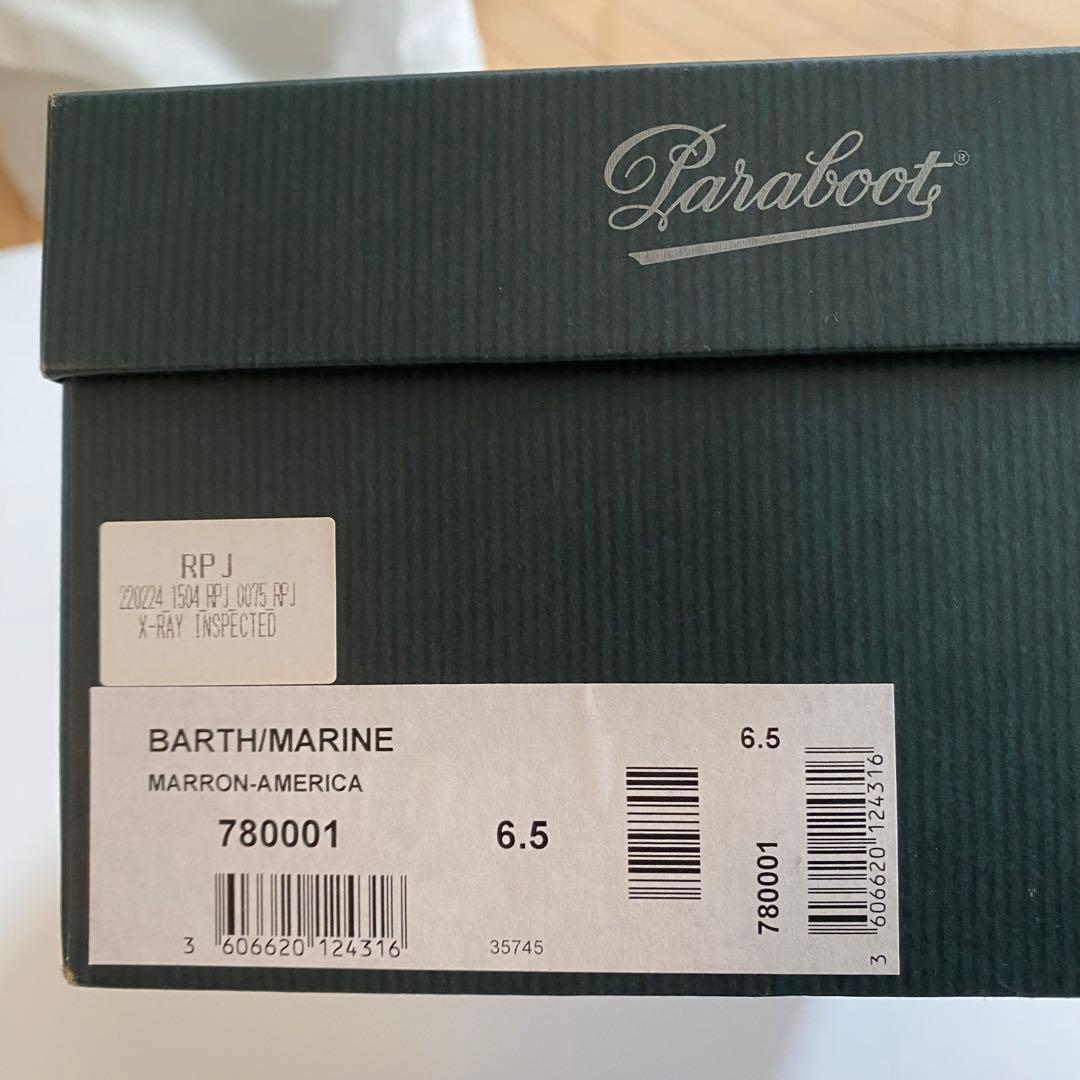 Paraboot®
RPJ
220224_1504_RPJ_0075_RPJ
X-RAY INSPECTED
BARTH/MARINE
MARRON-AMERICA
780001
6.5
3 606620 124316
35745
6.5
780001
3 606620 124316